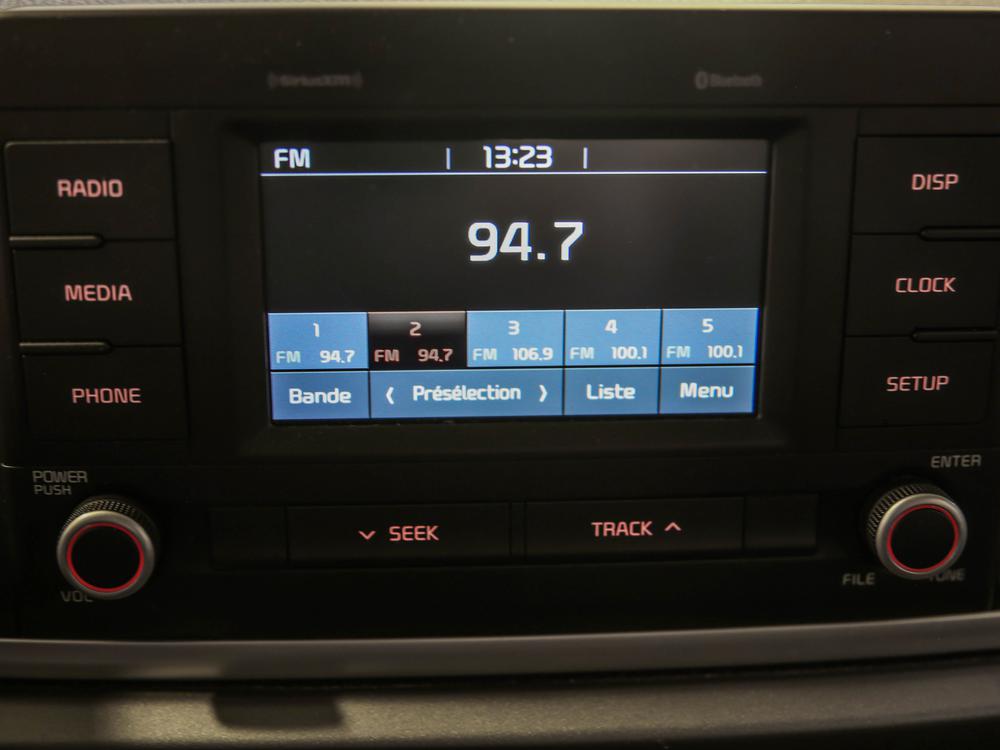 SiriusXM
Bluetooth
FM | 13:23 |
94.7
1 2 3 4 5
FM 94.7 FM 94.7 FM 106.9 FM 100.1 FM 100.1
Bande ⟨ Présélection ⟩ Liste Menu
RADIO
MEDIA
PHONE
DISP
CLOCK
SETUP
POWER
PUSH
VOL
SEEK
TRACK
ENTER
FILE
TUNE